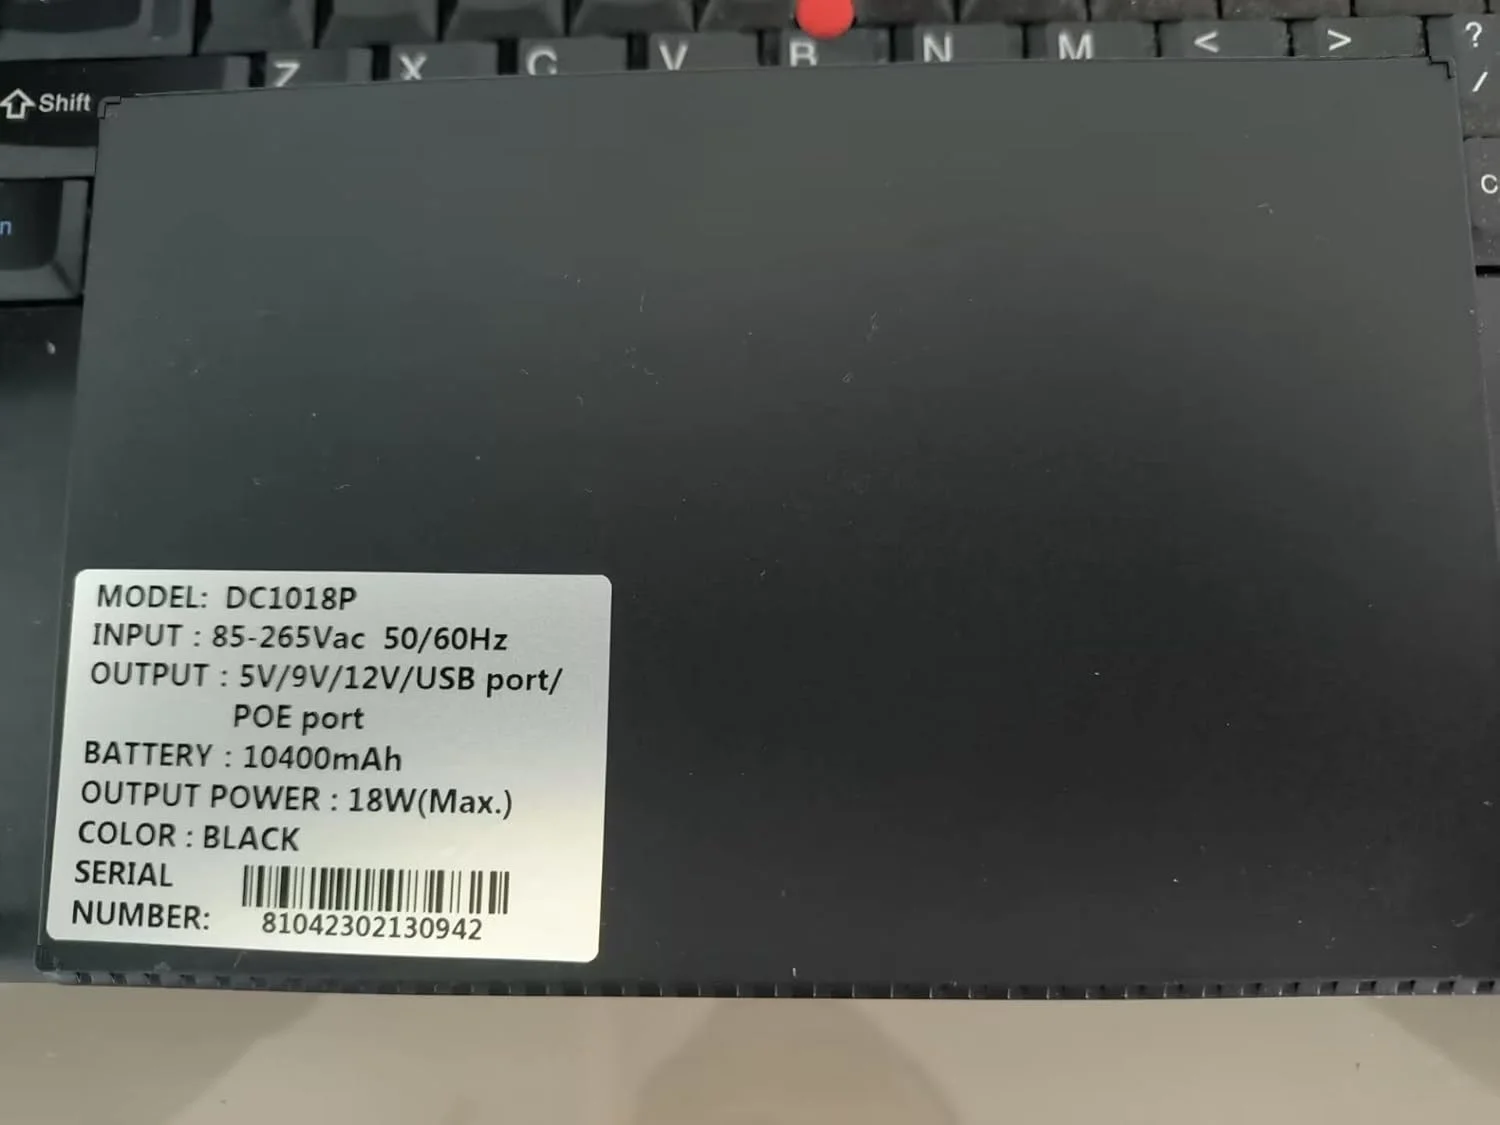 Z X C V B N M < > ?
Shift /
n C
MODEL: DC1018P
INPUT : 85-265Vac 50/60Hz
OUTPUT : 5V/9V/12V/USB port/
POE port
BATTERY : 10400mAh
OUTPUT POWER : 18W(Max.)
COLOR : BLACK
SERIAL
NUMBER:
81042302130942